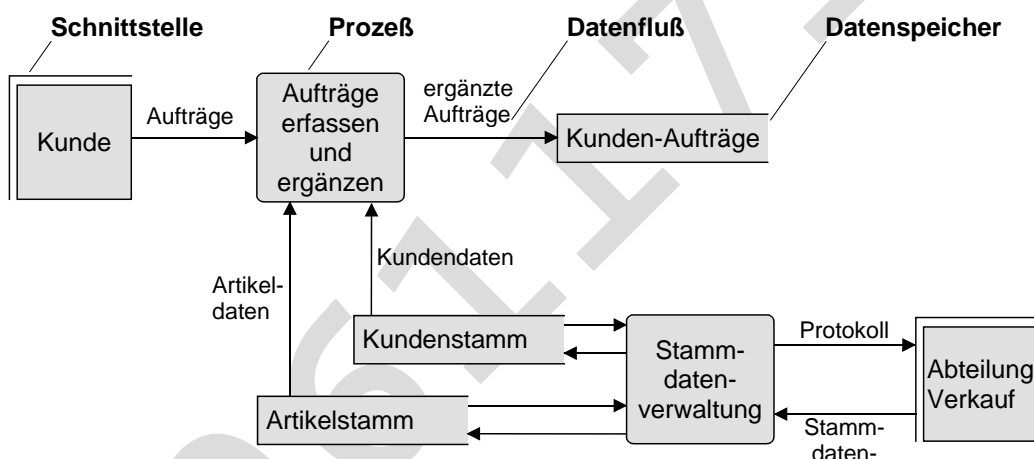 Schnittstelle
Prozeß
Datenfluß
Datenspeicher
Kunde
Aufträge
Aufträge
erfassen
und
ergänzen
ergänzte
Aufträge
Kunden-Aufträge
Artikel-
daten
Kundendaten
Kundenstamm
Artikelstamm
Stamm-
daten-
verwaltung
Protokoll
Abteilung
Verkauf
Stamm-
daten-